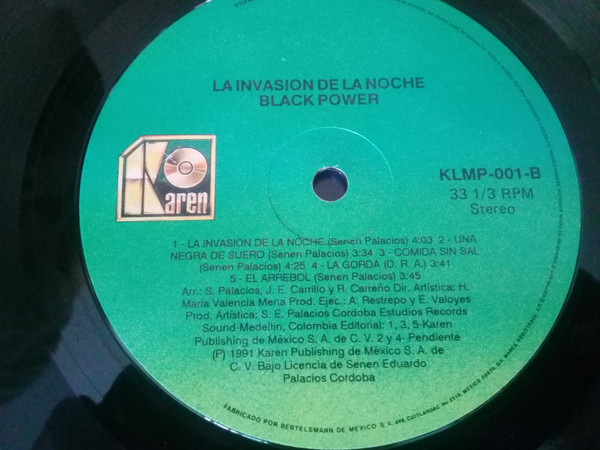 LA INVASION DE LA NOCHE
BLACK POWER
Karen
KLMP-001-B
33 1/3 RPM
Stereo
1 - LA INVASION DE LA NOCHE (Senen Palacios) 4:03 2 - UNA
NEGRA DE SUERO (Senen Palacios) 3:34 3 - COMIDA SIN SAL
(Senen Palacios) 4:25 4 - LA GORDA (D. R. A.) 3:41
5 - EL ARREBOL (Senen Palacios) 3:45
Arr.: S. Palacios, J. E. Carrillo y R. Carreño Dir. Artística: H.
María Valencia Mena Prod. Ejec.: A. Restrepo y E. Valoyes
Prod. Artística: S. E. Palacios Cordoba Estudios Records
Sound-Medellin, Colombia Editorial: 1, 3, 5-Karen
Publishing de México S. A. de C. V. 2 y 4- Pendiente
(P) 1991 Karen Publishing de México S. A. de
C. V. Bajo Licencia de Senen Eduardo
Palacios Cordoba
FABRICADO POR BERTELSMANN DE MEXICO S. A.